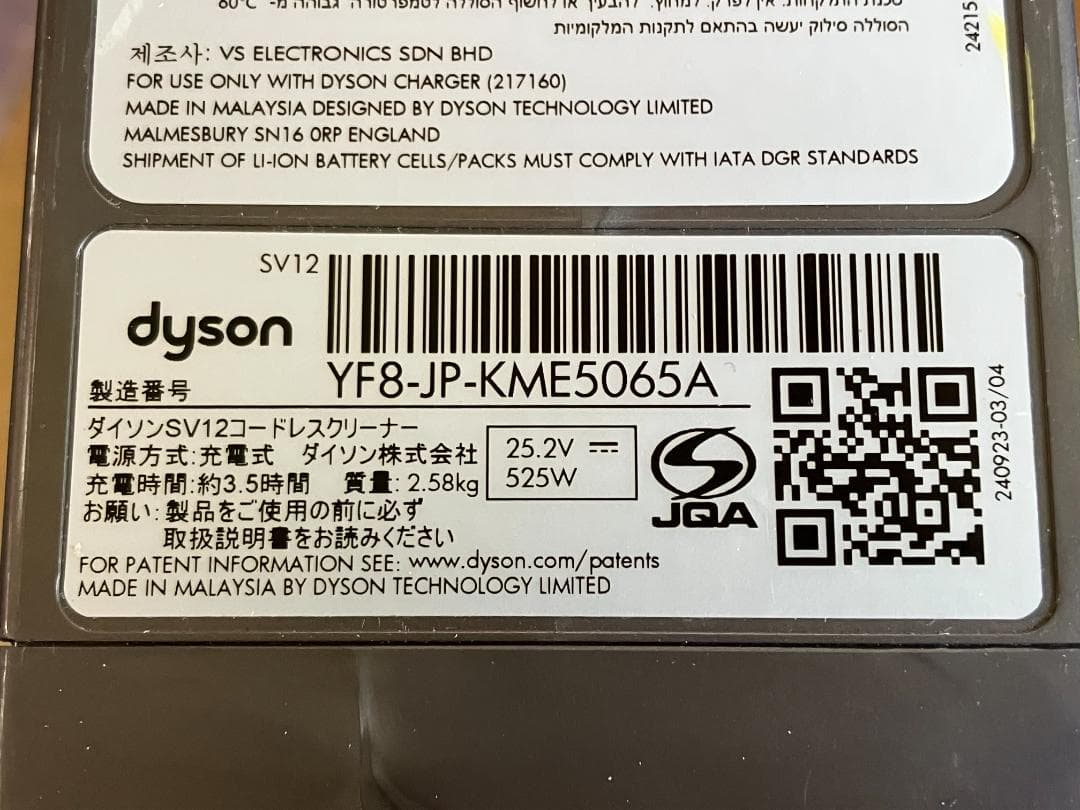 60°C
הסוללה סילוק יעשה בהתאם לתקנות המלקומיות
24215
제조사: VS ELECTRONICS SDN BHD
FOR USE ONLY WITH DYSON CHARGER (217160)
MADE IN MALAYSIA DESIGNED BY DYSON TECHNOLOGY LIMITED
MALMESBURY SN16 0RP ENGLAND
SHIPMENT OF LI-ION BATTERY CELLS/PACKS MUST COMPLY WITH IATA DGR STANDARDS
SV12
dyson
製造番号 YF8-JP-KME5065A
ダイソンSV12コードレスクリーナー
電源方式:充電式 ダイソン株式会社
充電時間:約3.5時間 質量: 2.58kg
25.2V
525W
JQA
240923-03/04
お願い:製品をご使用の前に必ず
取扱説明書をお読みください
FOR PATENT INFORMATION SEE: www.dyson.com/patents
MADE IN MALAYSIA BY DYSON TECHNOLOGY LIMITED